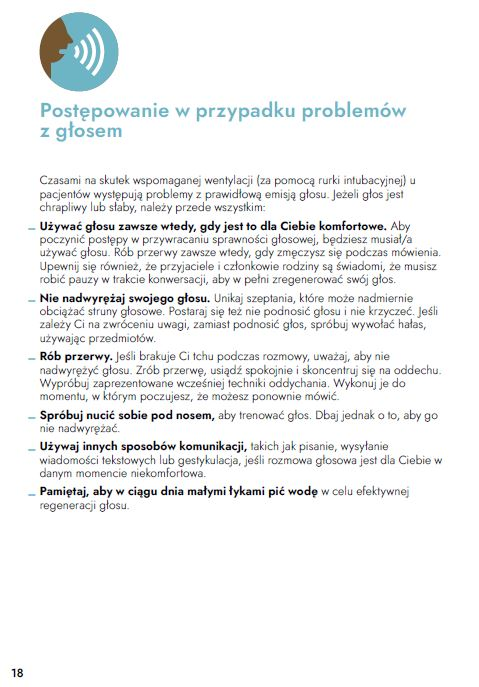 Postępowanie w przypadku problemów
z głosem
Czasami na skutek wspomaganej wentylacji (za pomocą rurki intubacyjnej) u
pacjentów występują problemy z prawidłową emisją głosu. Jeżeli głos jest
chrapliwy lub słaby, należy przede wszystkim:
– Używać głosu zawsze wtedy, gdy jest to dla Ciebie komfortowe. Aby
poczynić postępy w przywracaniu sprawności głosowej, będziesz musiał/a
używać głosu. Rób przerwy zawsze wtedy, gdy zmęczysz się podczas mówienia.
Upewnij się również, że przyjaciele i członkowie rodziny są świadomi, że musisz
robić pauzy w trakcie konwersacji, aby w pełni zregenerować swój głos.
– Nie nadwyrężaj swojego głosu. Unikaj szeptania, które może nadmiernie
obciążać struny głosowe. Postaraj się też nie podnosić głosu i nie krzyczeć. Jeśli
zależy Ci na zwróceniu uwagi, zamiast podnosić głos, spróbuj wywołać hałas,
używając przedmiotów.
– Rób przerwy. Jeśli brakuje Ci tchu podczas rozmowy, uważaj, aby nie
nadwyrężyć głosu. Zrób przerwę, usiądź spokojnie i skoncentruj się na oddechu.
Wypróbuj zaprezentowane wcześniej techniki oddychania. Wykonuj je do
momentu, w którym poczujesz, że możesz ponownie mówić.
– Spróbuj nucić sobie pod nosem, aby trenować głos. Dbaj jednak o to, aby go
nie nadwyrężać.
– Używaj innych sposobów komunikacji, takich jak pisanie, wysyłanie
wiadomości tekstowych lub gestykulacja, jeśli rozmowa głosowa jest dla Ciebie w
danym momencie niekomfortowa.
– Pamiętaj, aby w ciągu dnia małymi łykami pić wodę w celu efektywnej
regeneracji głosu.
18